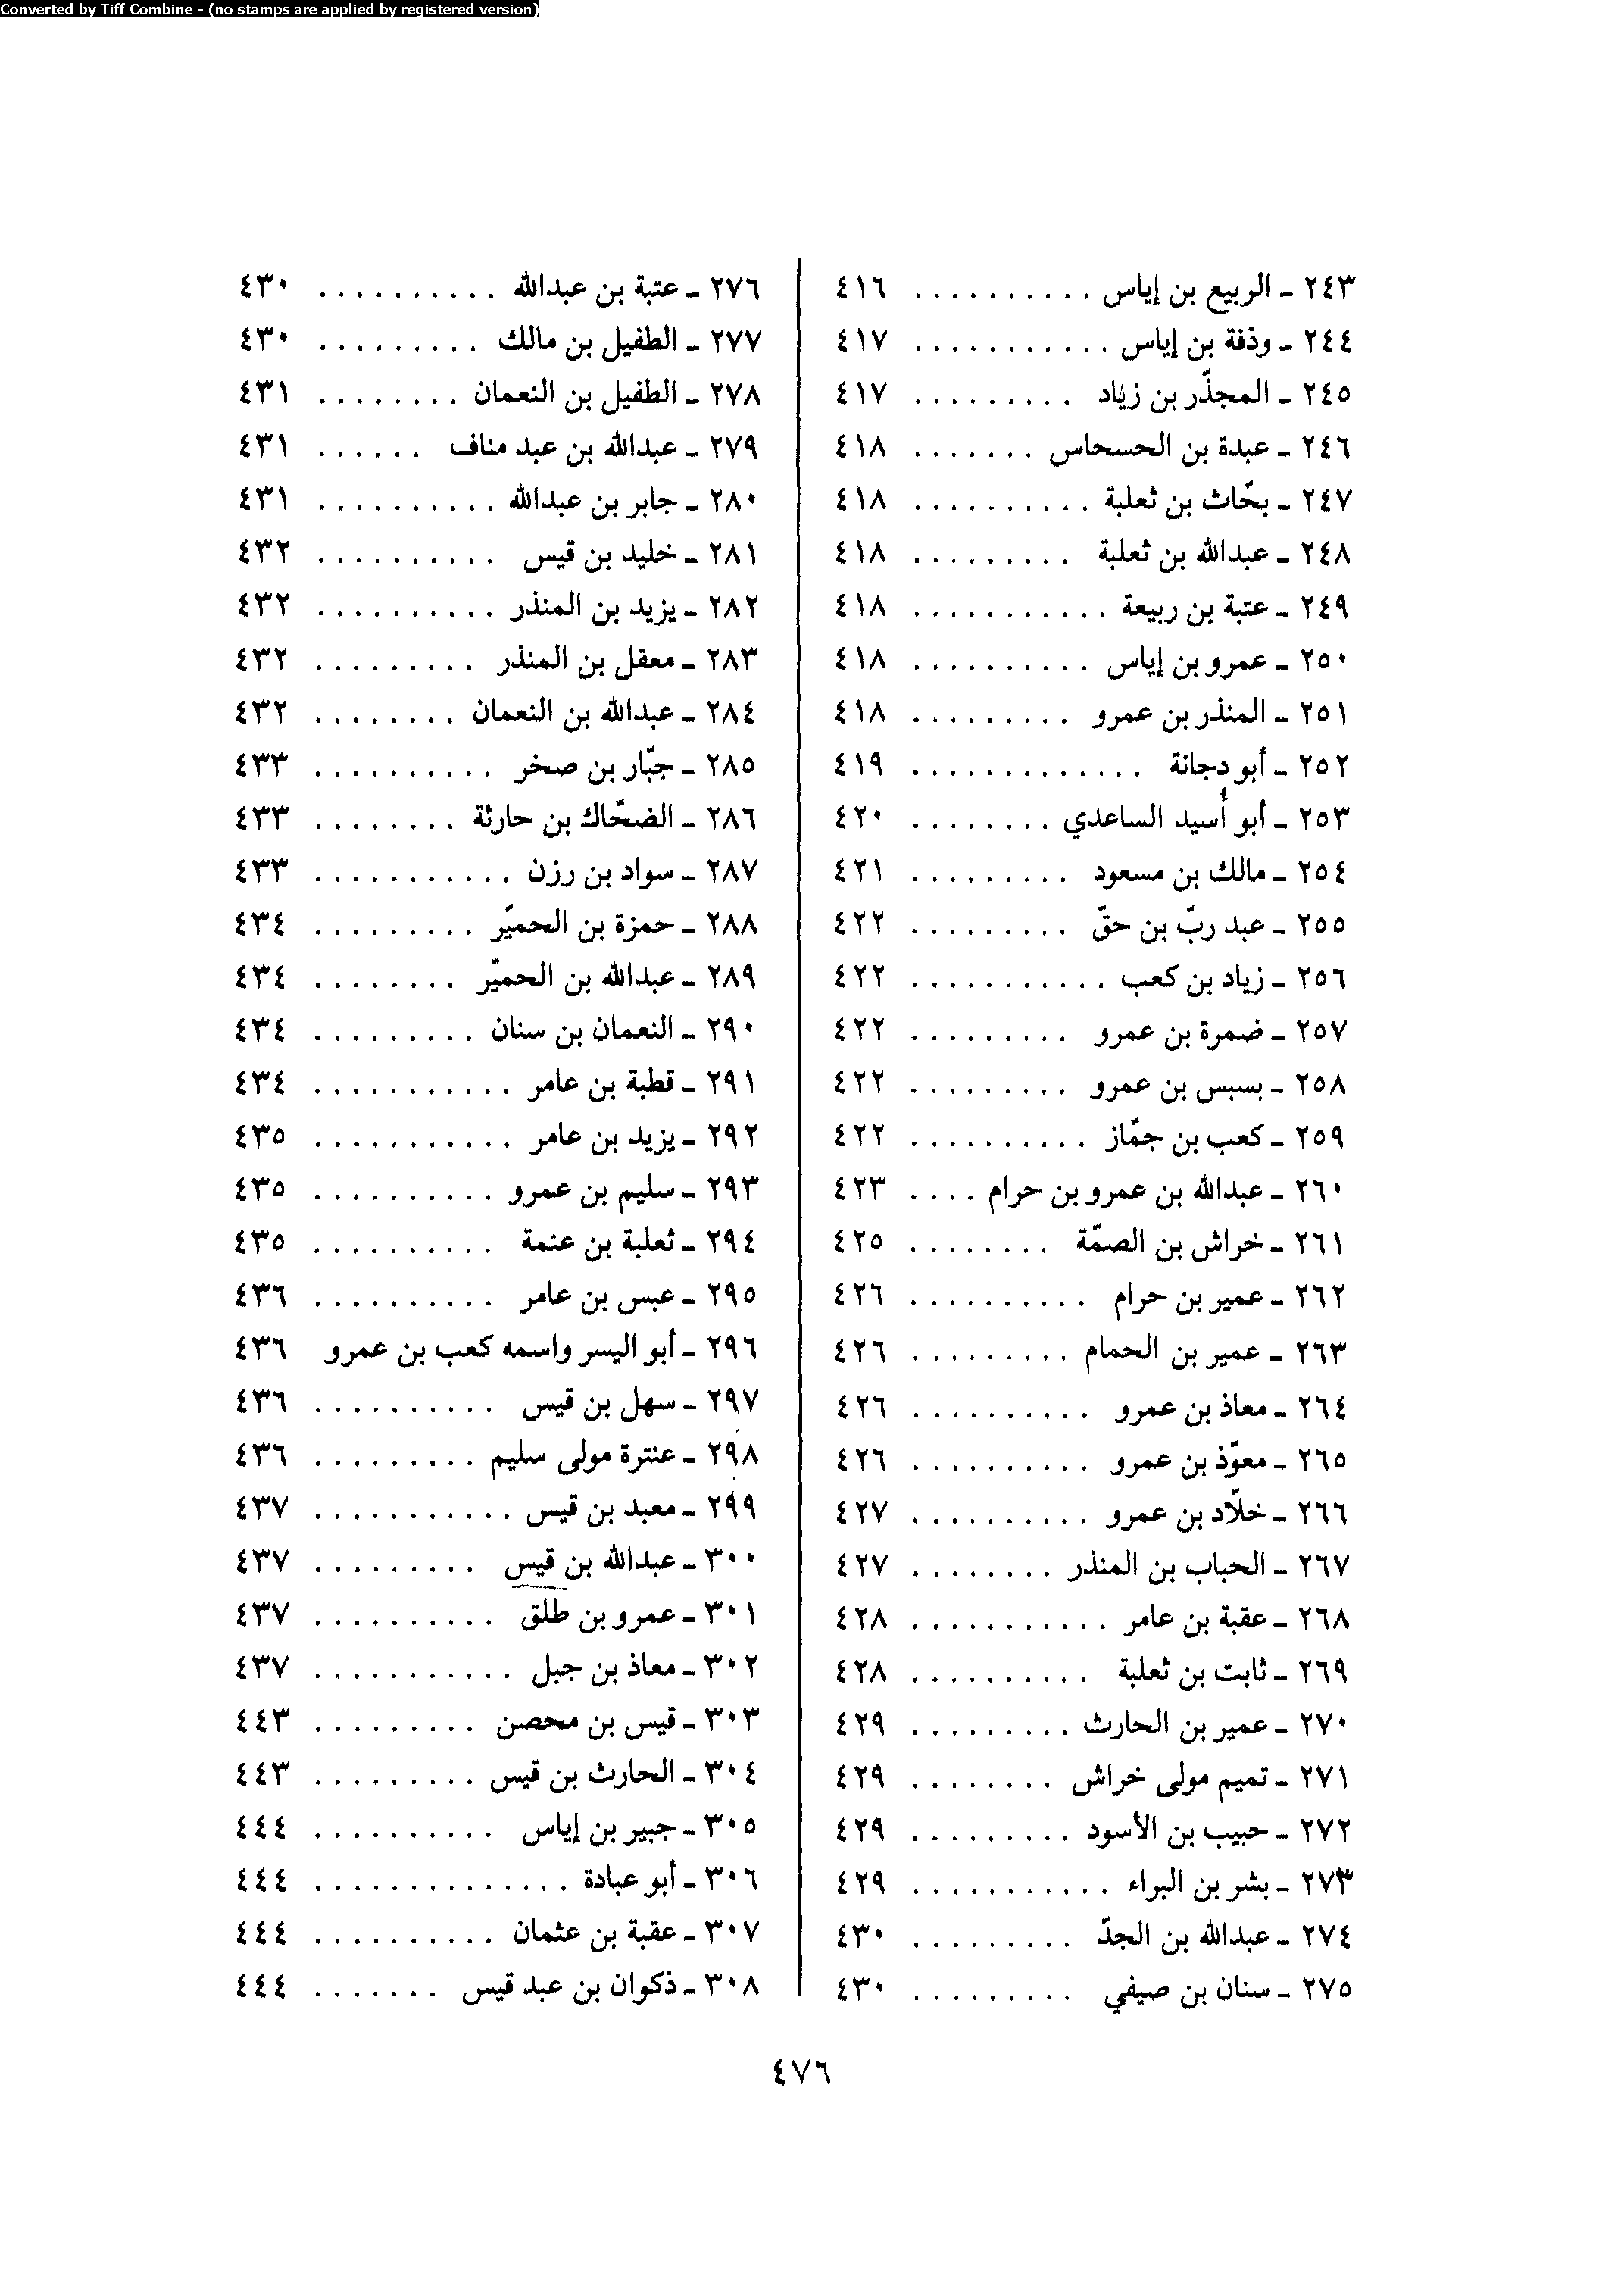 Converted by Tiff Combine - (no stamps are applied by registered version)
٢٤٣ ـ الربيع بن إياس . . . . . . . . . . ٤١٦
٢٤٤ ـ وذفة بن إياس . . . . . . . . . . . ٤١٧
٢٤٥ ـ المجذّر بن زياد . . . . . . . . . ٤١٧
٢٤٦ ـ عبدة بن الحسحاس . . . . . . . ٤١٨
٢٤٧ ـ بحّاث بن ثعلبة . . . . . . . . . . ٤١٨
٢٤٨ ـ عبدالله بن ثعلبة . . . . . . . . . ٤١٨
٢٤٩ ـ عتبة بن ربيعة . . . . . . . . . . . ٤١٨
٢٥٠ ـ عمرو بن إياس . . . . . . . . . . ٤١٨
٢٥١ ـ المنذر بن عمرو . . . . . . . . . ٤١٨
٢٥٢ ـ أبو دجانة . . . . . . . . . . . . . ٤١٩
٢٥٣ ـ أبو أُسيد الساعدي . . . . . . . . ٤٢٠
٢٥٤ ـ مالك بن مسعود . . . . . . . . . ٤٢١
٢٥٥ ـ عبد ربّ بن حقّ . . . . . . . . . ٤٢٢
٢٥٦ ـ زياد بن كعب . . . . . . . . . . . ٤٢٢
٢٥٧ ـ ضمرة بن عمرو . . . . . . . . . ٤٢٢
٢٥٨ ـ بسبس بن عمرو . . . . . . . . . ٤٢٢
٢٥٩ ـ كعب بن جمّاز . . . . . . . . . . ٤٢٢
٢٦٠ ـ عبدالله بن عمرو بن حرام . . . . ٤٢٣
٢٦١ ـ خراش بن الصمّة . . . . . . . . ٤٢٥
٢٦٢ ـ عمير بن حرام . . . . . . . . . . ٤٢٦
٢٦٣ ـ عمير بن الحمام . . . . . . . . . ٤٢٦
٢٦٤ ـ معاذ بن عمرو . . . . . . . . . . ٤٢٦
٢٦٥ ـ معوّذ بن عمرو . . . . . . . . . . ٤٢٦
٢٦٦ ـ خلّاد بن عمرو . . . . . . . . . . ٤٢٧
٢٦٧ ـ الحباب بن المنذر . . . . . . . . ٤٢٧
٢٦٨ ـ عقبة بن عامر . . . . . . . . . . . ٤٢٨
٢٦٩ ـ ثابت بن ثعلبة . . . . . . . . . . ٤٢٨
٢٧٠ ـ عمير بن الحارث . . . . . . . . . ٤٢٩
٢٧١ ـ تميم مولى خراش . . . . . . . . ٤٢٩
٢٧٢ ـ حبيب بن الأسود . . . . . . . . . ٤٢٩
٢٧٣ ـ بشر بن البراء . . . . . . . . . . . ٤٢٩
٢٧٤ ـ عبدالله بن الجدّ . . . . . . . . . ٤٣٠
٢٧٥ ـ سنان بن صيفي . . . . . . . . . ٤٣٠
٢٧٦ ـ عتبة بن عبدالله . . . . . . . . . . ٤٣٠
٢٧٧ ـ الطفيل بن مالك . . . . . . . . . ٤٣٠
٢٧٨ ـ الطفيل بن النعمان . . . . . . . . ٤٣١
٢٧٩ ـ عبدالله بن عبد مناف . . . . . . ٤٣١
٢٨٠ ـ جابر بن عبدالله . . . . . . . . . . ٤٣١
٢٨١ ـ خليد بن قيس . . . . . . . . . . ٤٣٢
٢٨٢ ـ يزيد بن المنذر . . . . . . . . . . ٤٣٢
٢٨٣ ـ معقل بن المنذر . . . . . . . . . ٤٣٢
٢٨٤ ـ عبدالله بن النعمان . . . . . . . . ٤٣٢
٢٨٥ ـ جبّار بن صخر . . . . . . . . . . ٤٣٣
٢٨٦ ـ الضحّاك بن حارثة . . . . . . . . ٤٣٣
٢٨٧ ـ سواد بن رزن . . . . . . . . . . . ٤٣٣
٢٨٨ ـ حمزة بن الحميّر . . . . . . . . . ٤٣٤
٢٨٩ ـ عبدالله بن الحميّر . . . . . . . . ٤٣٤
٢٩٠ ـ النعمان بن سنان . . . . . . . . . ٤٣٤
٢٩١ ـ قطبة بن عامر . . . . . . . . . . . ٤٣٤
٢٩٢ ـ يزيد بن عامر . . . . . . . . . . . ٤٣٥
٢٩٣ ـ سليم بن عمرو . . . . . . . . . . ٤٣٥
٢٩٤ ـ ثعلبة بن عنمة . . . . . . . . . . ٤٣٥
٢٩٥ ـ عبس بن عامر . . . . . . . . . . ٤٣٦
٢٩٦ ـ أبو اليسر واسمه كعب بن عمرو ٤٣٦
٢٩٧ ـ سهل بن قيس . . . . . . . . . . ٤٣٦
٢٩٨ ـ عنترة مولى سليم . . . . . . . . . ٤٣٦
٢٩٩ ـ معبد بن قيس . . . . . . . . . . . ٤٣٧
٣٠٠ ـ عبدالله بن قيس . . . . . . . . . ٤٣٧
٣٠١ ـ عمرو بن طلق . . . . . . . . . . ٤٣٧
٣٠٢ ـ معاذ بن جبل . . . . . . . . . . . ٤٣٧
٣٠٣ ـ قيس بن محصن . . . . . . . . . ٤٤٣
٣٠٤ ـ الحارث بن قيس . . . . . . . . . ٤٤٣
٣٠٥ ـ جبير بن إياس . . . . . . . . . . ٤٤٤
٣٠٦ ـ أبو عبادة . . . . . . . . . . . . . . ٤٤٤
٣٠٧ ـ عقبة بن عثمان . . . . . . . . . . ٤٤٤
٣٠٨ ـ ذكوان بن عبد قيس . . . . . . . ٤٤٤
٤٧٦